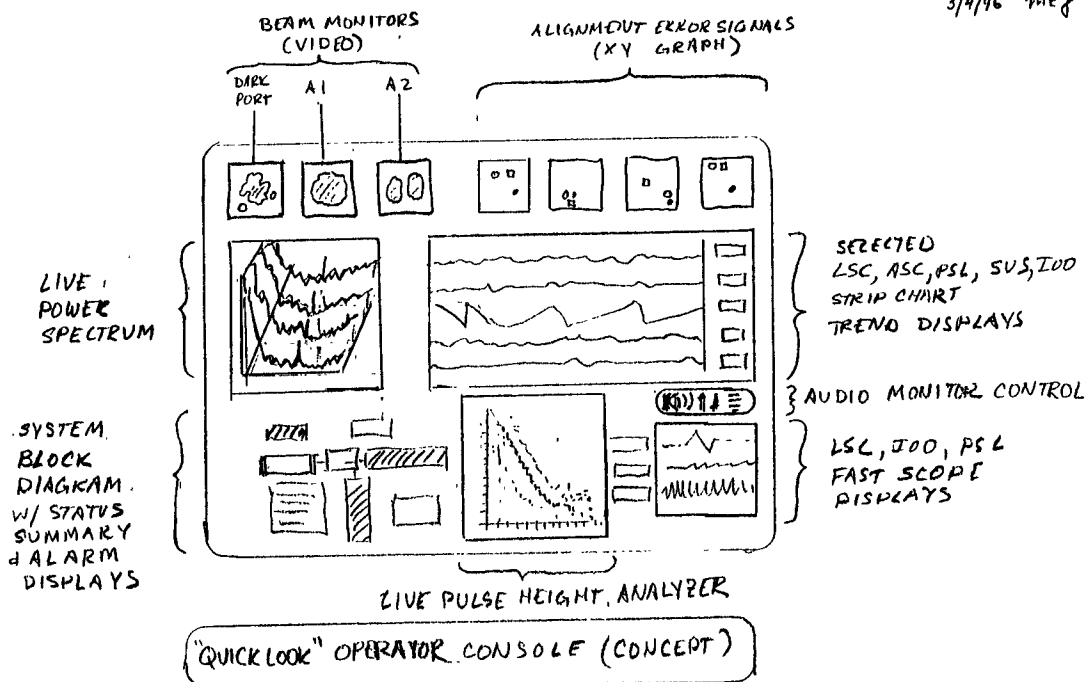 3/4/96
BEAM MONITORS
(VIDEO)
ALIGNMENT ERROR SIGNALS
(XY GRAPH)
DARK
PORT
A1
A2
LIVE
POWER
SPECTRUM
SELECTED
LSC, ASC, PSL, SUS, IOO
STRIP CHART
TREND DISPLAYS
AUDIO MONITOR CONTROL
SYSTEM
BLOCK
DIAGRAM
W/ STATUS
SUMMARY
& ALARM
DISPLAYS
LSC, IOO, PSL
FAST SCOPE
DISPLAYS
LIVE PULSE HEIGHT ANALYZER
"QUICKLOOK" OPERATOR CONSOLE (CONCEPT)